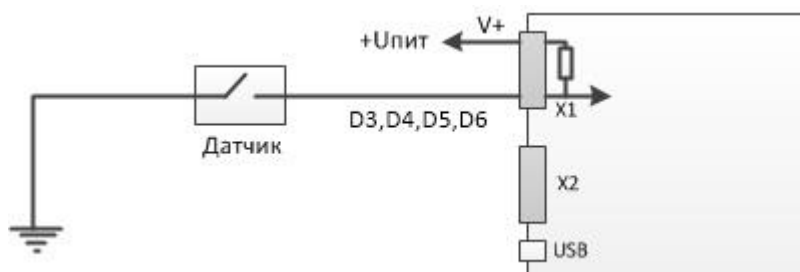 V+
+Uпит
X1
D3,D4,D5,D6
Датчик
X2
USB